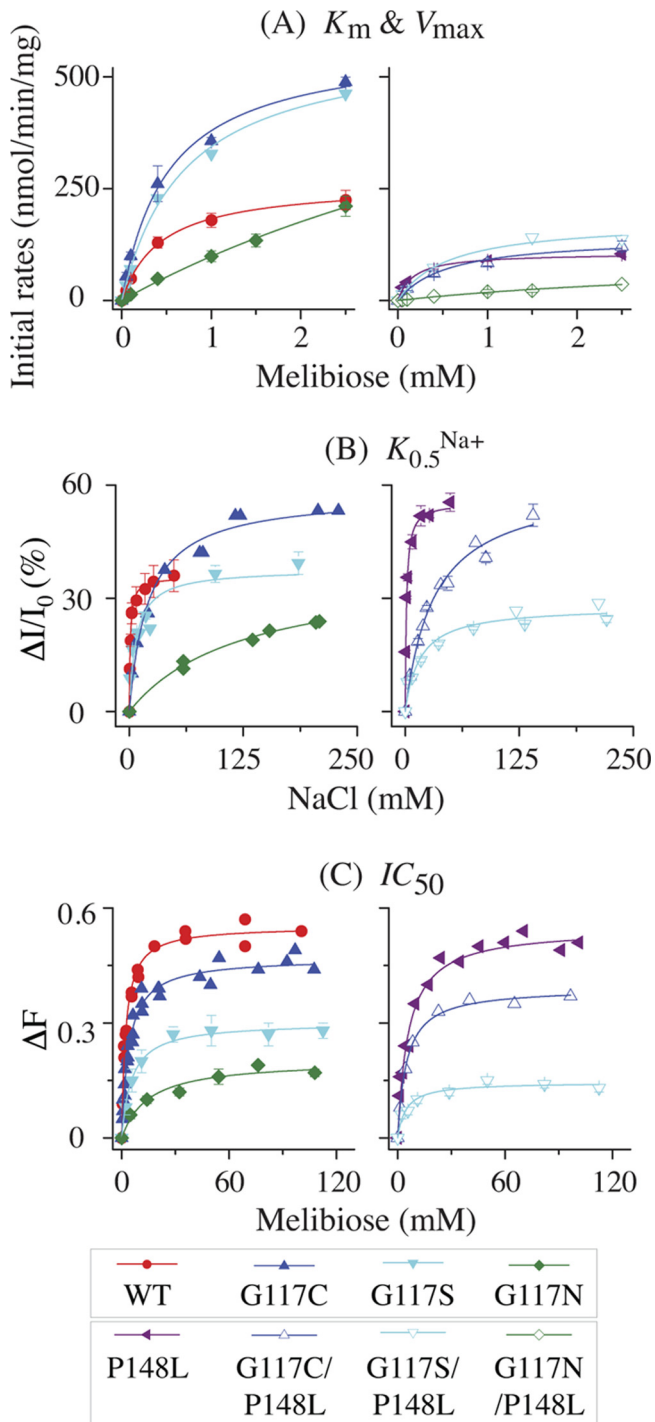 (A) Km & Vmax
Initial rates (nmol/min/mg)
500
250
0
0 1 2
0 1 2
Melibiose (mM)
(B) K0.5Na+
ΔI/I0 (%)
60
30
0
0 125 250
0 125 250
NaCl (mM)
(C) IC50
ΔF
0.6
0.3
0
0 60 120
0 60 120
Melibiose (mM)
WT G117C G117S G117N
P148L G117C/ G117S/ G117N
P148L P148L /P148L